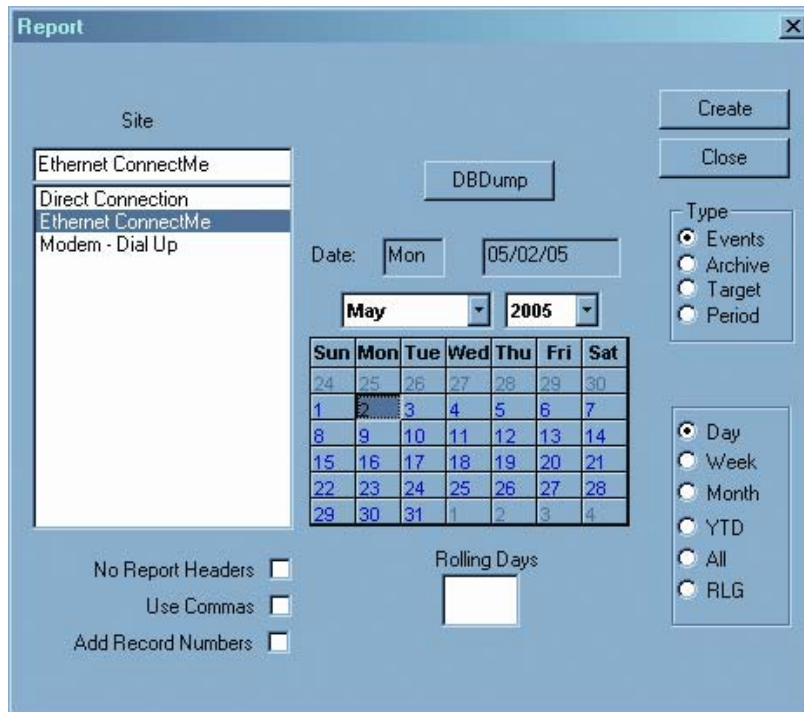 Report
Site
Ethernet ConnectMe
Direct Connection
Ethernet ConnectMe
Modem - Dial Up
No Report Headers
Use Commas
Add Record Numbers
DBDump
Date: Mon 05/02/05
May 2005
Sun Mon Tue Wed Thu Fri Sat
24 25 26 27 28 29 30
1 2 3 4 5 6 7
8 9 10 11 12 13 14
15 16 17 18 19 20 21
22 23 24 25 26 27 28
29 30 31 1 2 3 4
Rolling Days
Create
Close
Type
Events
Archive
Target
Period
Day
Week
Month
YTD
All
RLG